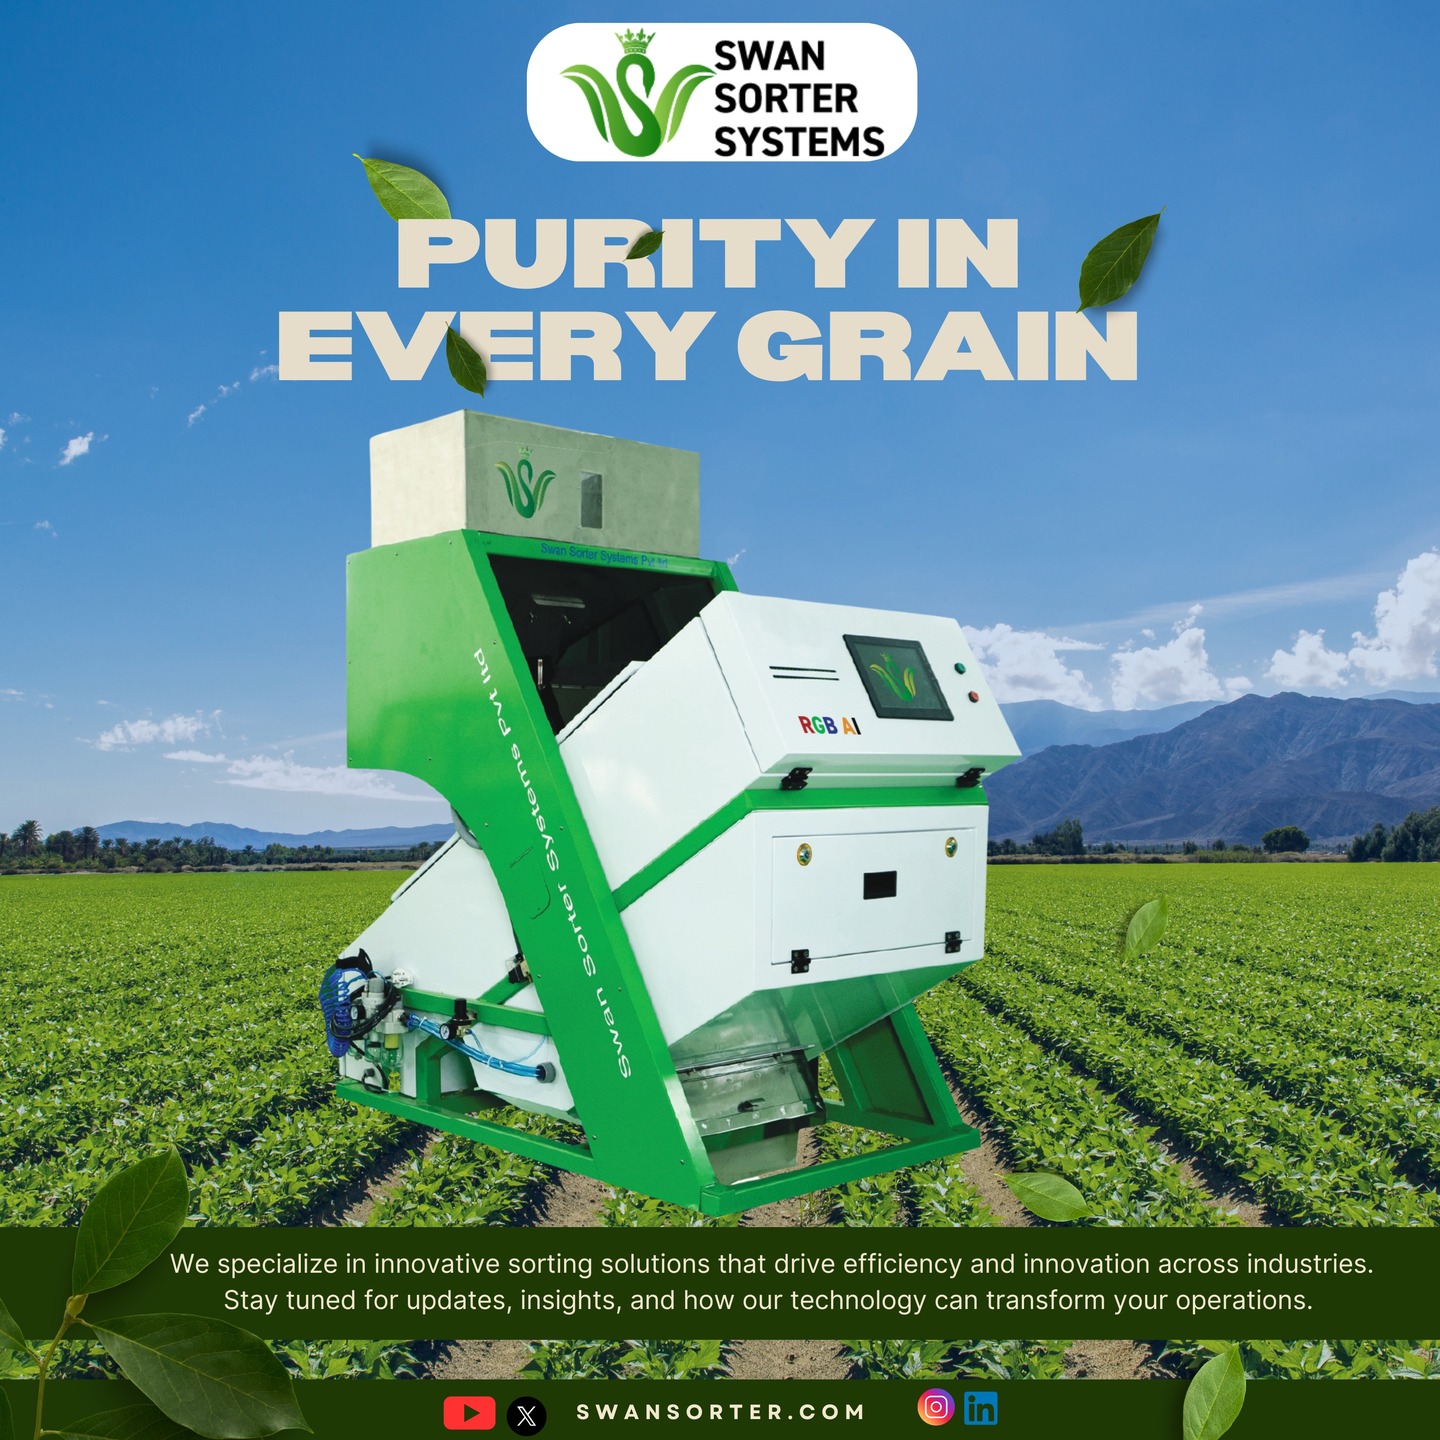 SWAN
SORTER
SYSTEMS
PURITY IN
EVERY GRAIN
Swan Sorter Systems Pvt ltd
Swan Sorter Systems pvt ltd
RGB AI
We specialize in innovative sorting solutions that drive efficiency and innovation across industries.
Stay tuned for updates, insights, and how our technology can transform your operations.
SWANSORTER.COM